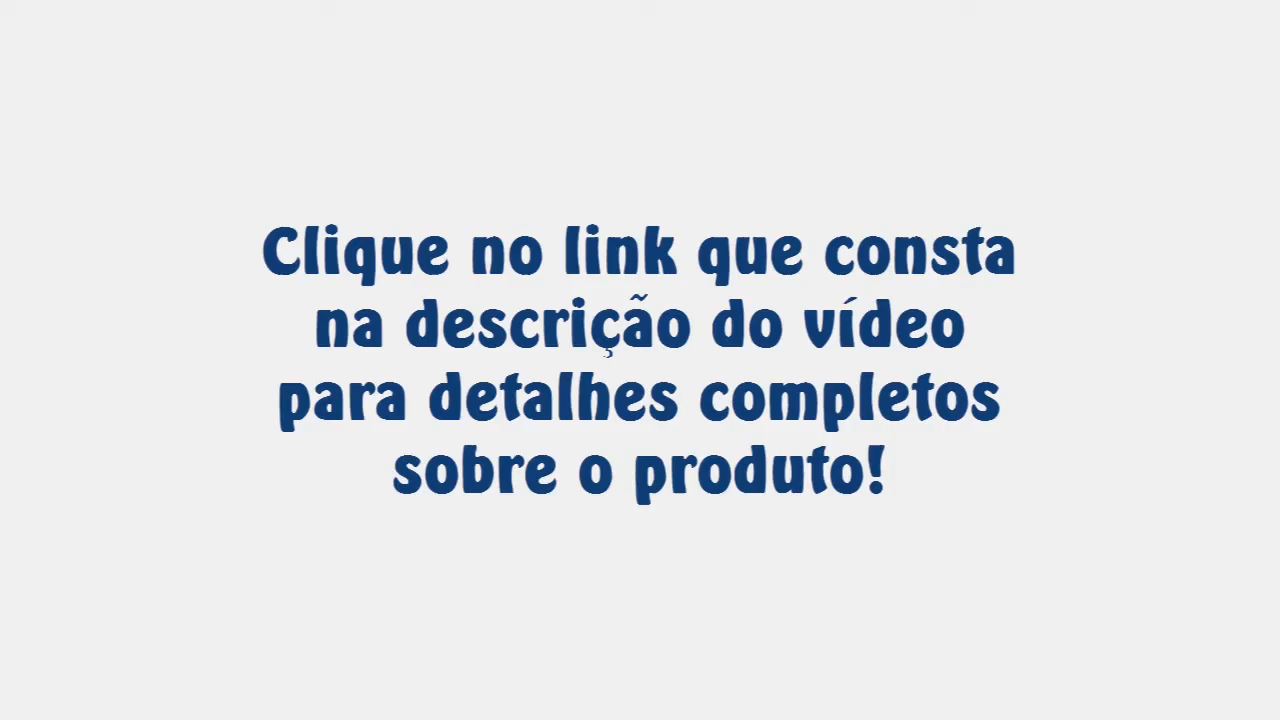 Clique no link que consta
na descrição do vídeo
para detalhes completos
sobre o produto!